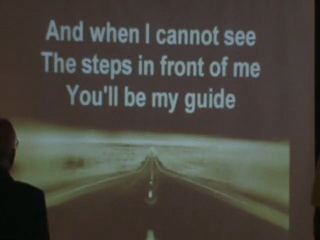 And when I cannot see
The steps in front of me
You'll be my guide